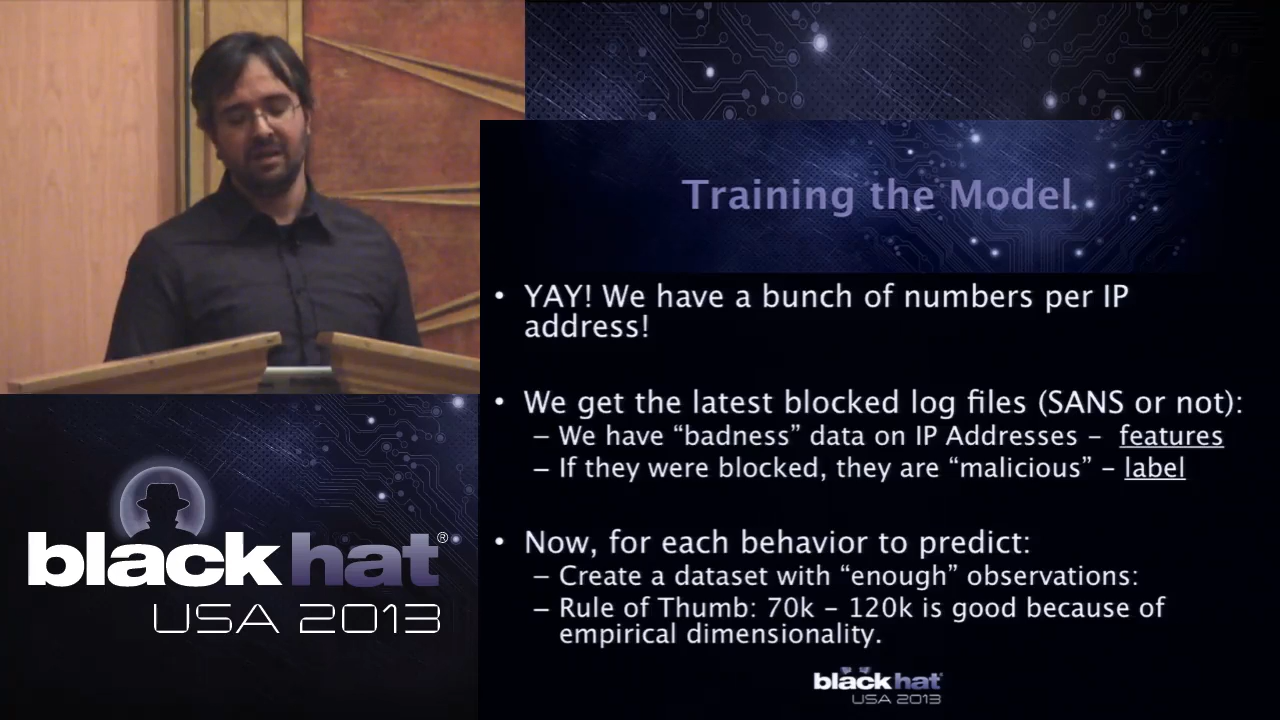 Training the Model
• YAY! We have a bunch of numbers per IP
address!
• We get the latest blocked log files (SANS or not):
– We have “badness” data on IP Addresses – features
– If they were blocked, they are “malicious” – label
• Now, for each behavior to predict:
– Create a dataset with “enough” observations:
– Rule of Thumb: 70k – 120k is good because of
empirical dimensionality.
black hat®
USA 2013
black hat
USA 2013